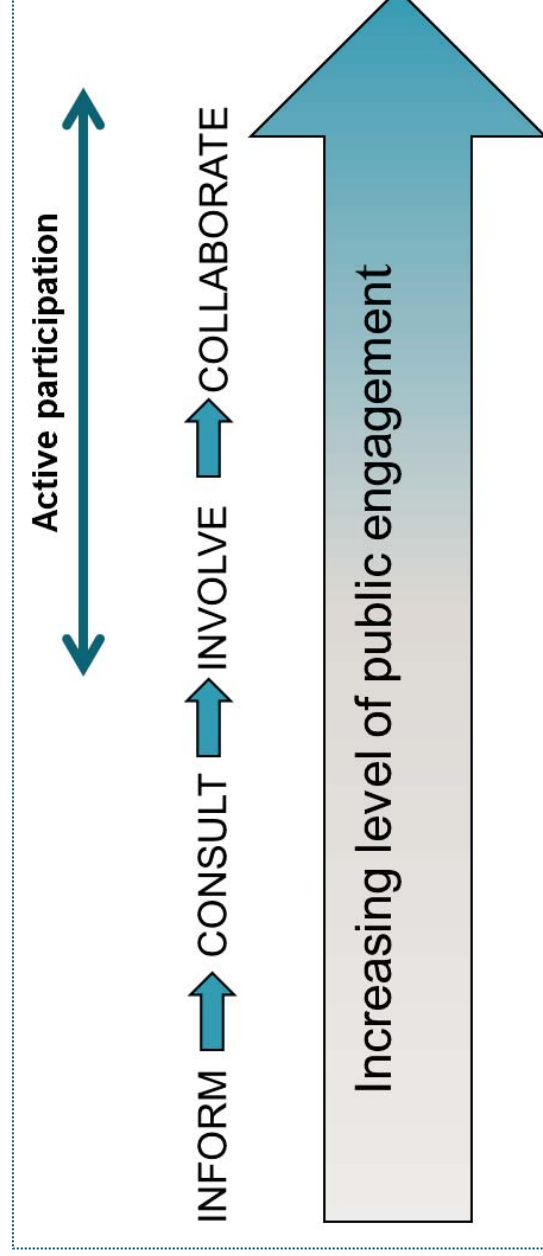 Active participation
INFORM CONSULT INVOLVE COLLABORATE
Increasing level of public engagement